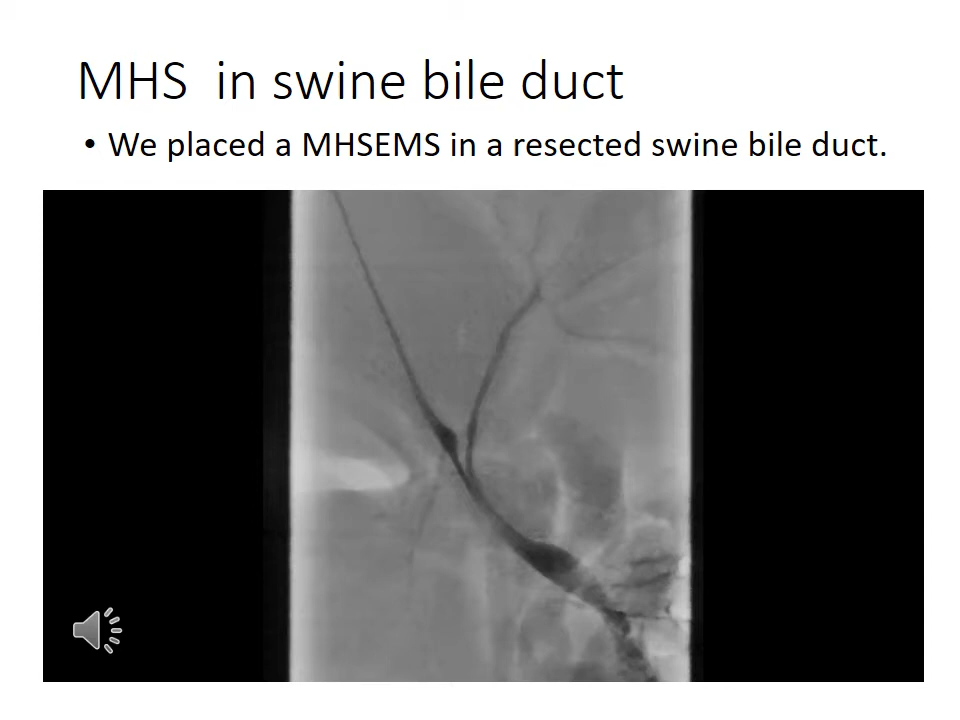 MHS in swine bile duct
• We placed a MHSEMS in a resected swine bile duct.